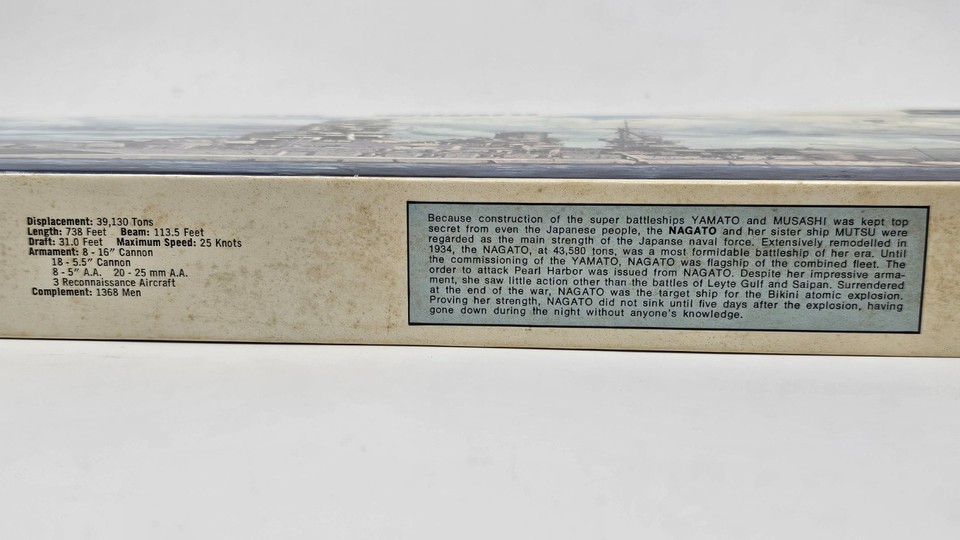 Displacement: 39,130 Tons
Length: 738 Feet Beam: 113.5 Feet
Draft: 31.0 Feet Maximum Speed: 25 Knots
Armament: 8 - 16″ Cannon
18 - 5.5″ Cannon
8 - 5″ A.A. 20 - 25 mm A.A.
3 Reconnaissance Aircraft
Complement: 1368 Men
Because construction of the super battleships YAMATO and MUSASHI was kept top
secret from even the Japanese people, the NAGATO and her sister ship MUTSU were
regarded as the main strength of the Japanse naval force. Extensively remodelled in
1934, the NAGATO, at 43,580 tons, was a most formidable battleship of her era. Until
the commissioning of the YAMATO, NAGATO was flagship of the combined fleet. The
order to attack Pearl Harbor was issued from NAGATO. Despite her impressive arma-
ment, she saw little action other than the battles of Leyte Gulf and Saipan. Surrendered
at the end of the war, NAGATO was the target ship for the Bikini atomic explosion.
Proving her strength, NAGATO did not sink until five days after the explosion, having
gone down during the night without anyone's knowledge.